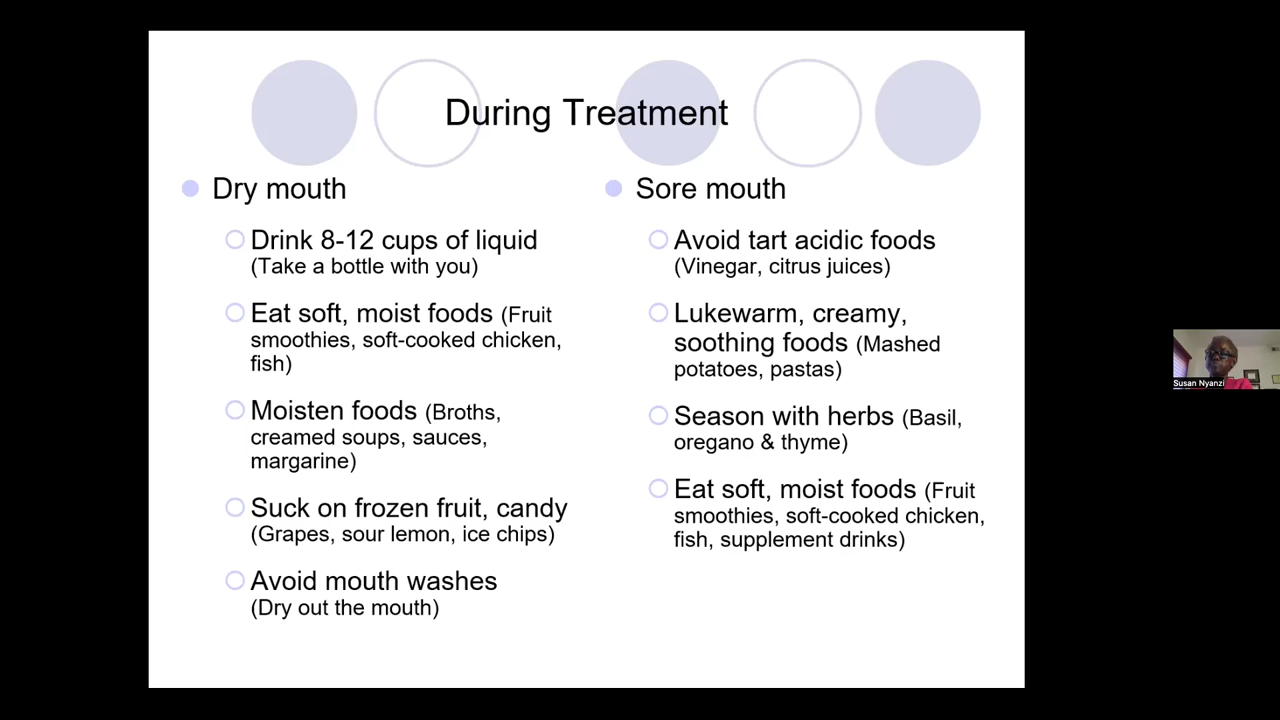 During Treatment
Dry mouth
Drink 8-12 cups of liquid
(Take a bottle with you)
Eat soft, moist foods (Fruit
smoothies, soft-cooked chicken,
fish)
Moisten foods (Broths,
creamed soups, sauces,
margarine)
Suck on frozen fruit, candy
(Grapes, sour lemon, ice chips)
Avoid mouth washes
(Dry out the mouth)
Sore mouth
Avoid tart acidic foods
(Vinegar, citrus juices)
Lukewarm, creamy,
soothing foods (Mashed
potatoes, pastas)
Season with herbs (Basil,
oregano & thyme)
Eat soft, moist foods (Fruit
smoothies, soft-cooked chicken,
fish, supplement drinks)
Susan Nyanzi